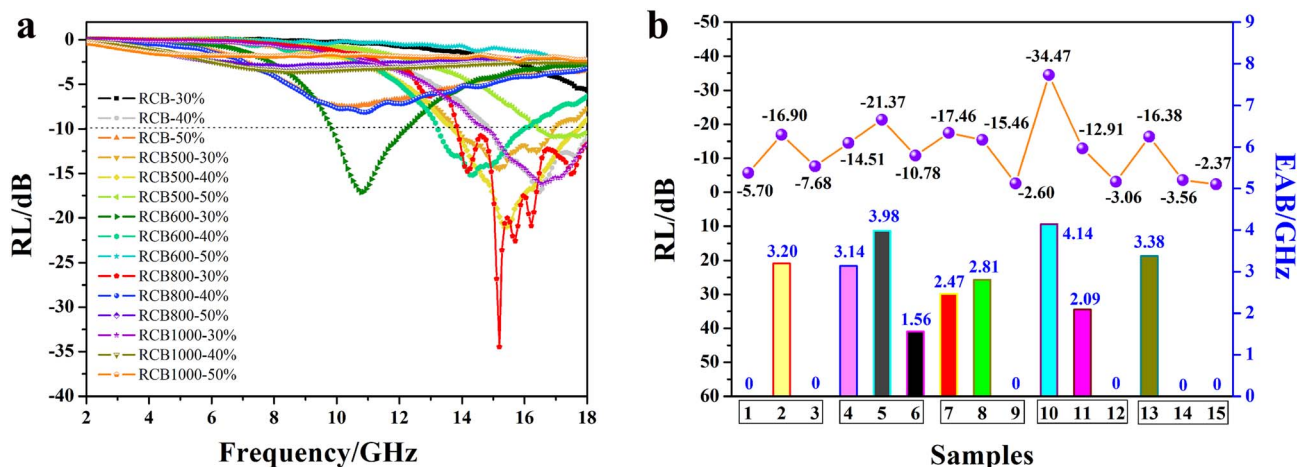 a
RL/dB
0
-5
-10
-15
-20
-25
-30
-35
-40
RCB-30%
RCB-40%
RCB-50%
RCB500-30%
RCB500-40%
RCB500-50%
RCB600-30%
RCB600-40%
RCB600-50%
RCB800-30%
RCB800-40%
RCB800-50%
RCB1000-30%
RCB1000-40%
RCB1000-50%
2 4 6 8 10 12 14 16 18
Frequency/GHz
b
RL/dB
-50
-40
-30
-20
-10
0
10
20
30
40
50
60
-5.70
-16.90
-7.68
-14.51
-21.37
-10.78
-17.46
-15.46
-2.60
-34.47
-12.91
-3.06
-16.38
-3.56
-2.37
0
3.20
0
3.14
3.98
1.56
2.47
2.81
0
4.14
2.09
0
3.38
0
0
1 2 3 4 5 6 7 8 9 10 11 12 13 14 15
Samples
9
8
7
6
5
4
3
2
1
0
EAB/GHz